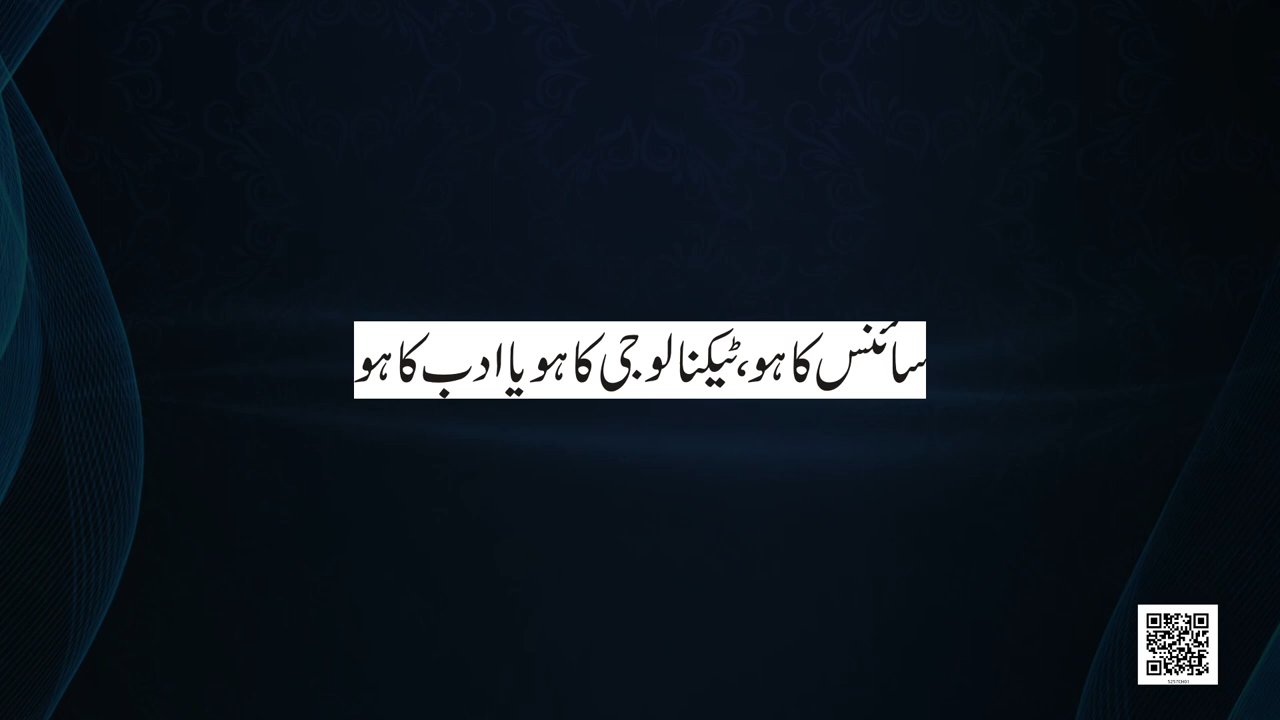 سائنس کا ہو، ٹیکنالوجی کا ہو یا ادب کا ہو